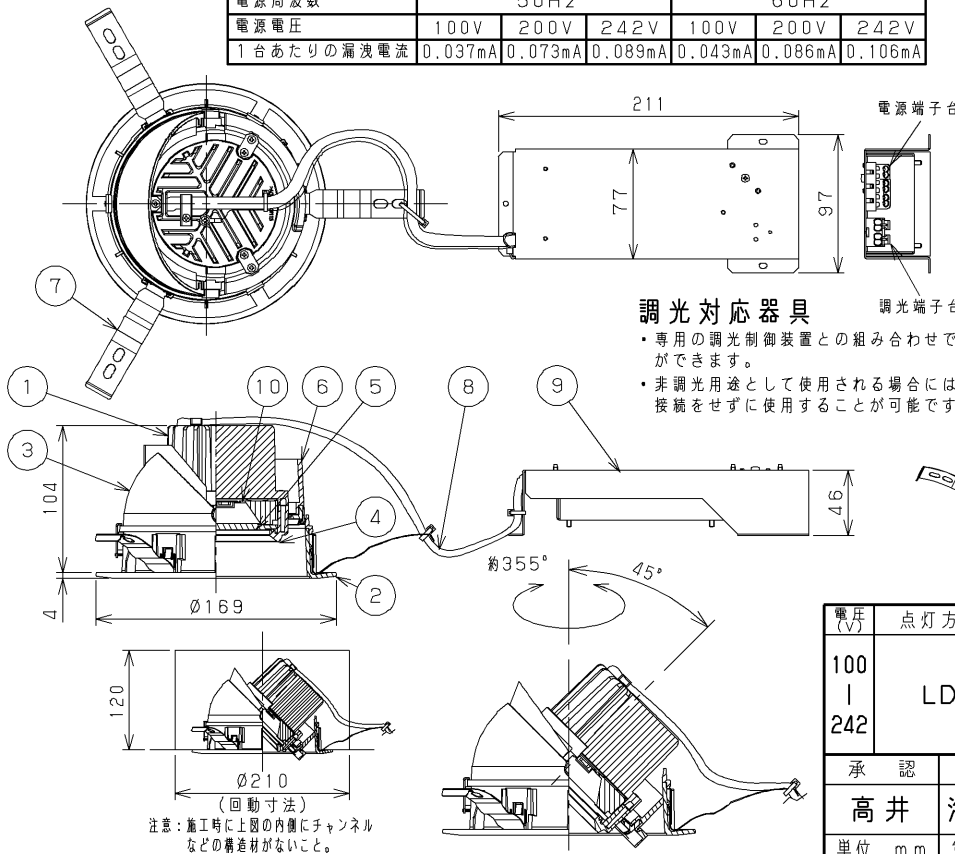 電源周波数 50Hz 60Hz
電源電圧 100V 200V 242V 100V 200V 242V
1台あたりの漏洩電流 0.037mA 0.073mA 0.089mA 0.043mA 0.086mA 0.106mA
211
電源端子台
77
97
調光端子台
7
調光対応器具
・専用の調光制御装置との組み合わせで
ができます。
・非調光用途として使用される場合には
接続をせずに使用することが可能です
1
10
6
5
8
9
3
104
4
46
2
4
Ø169
約355°
45°
120
Ø210
(回動寸法)
注意:施工時に上図の内側にチャンネル
などの構造材がないこと。
電圧(V) 点灯方
100
|
242
LD
承認
高井
単位 mm